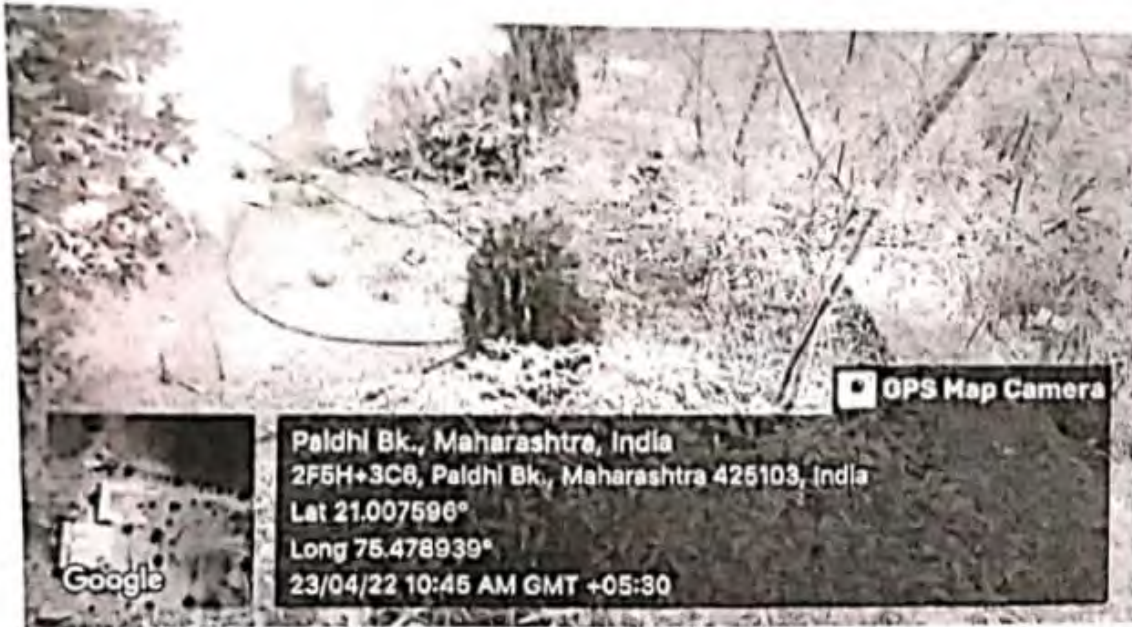 GPS Map Camera
Paldhi Bk., Maharashtra, India
2F5H+3C6, Paldhi Bk., Maharashtra 425103, India
Lat 21.007596°
Long 75.478939°
23/04/22 10:45 AM GMT +05:30
Google